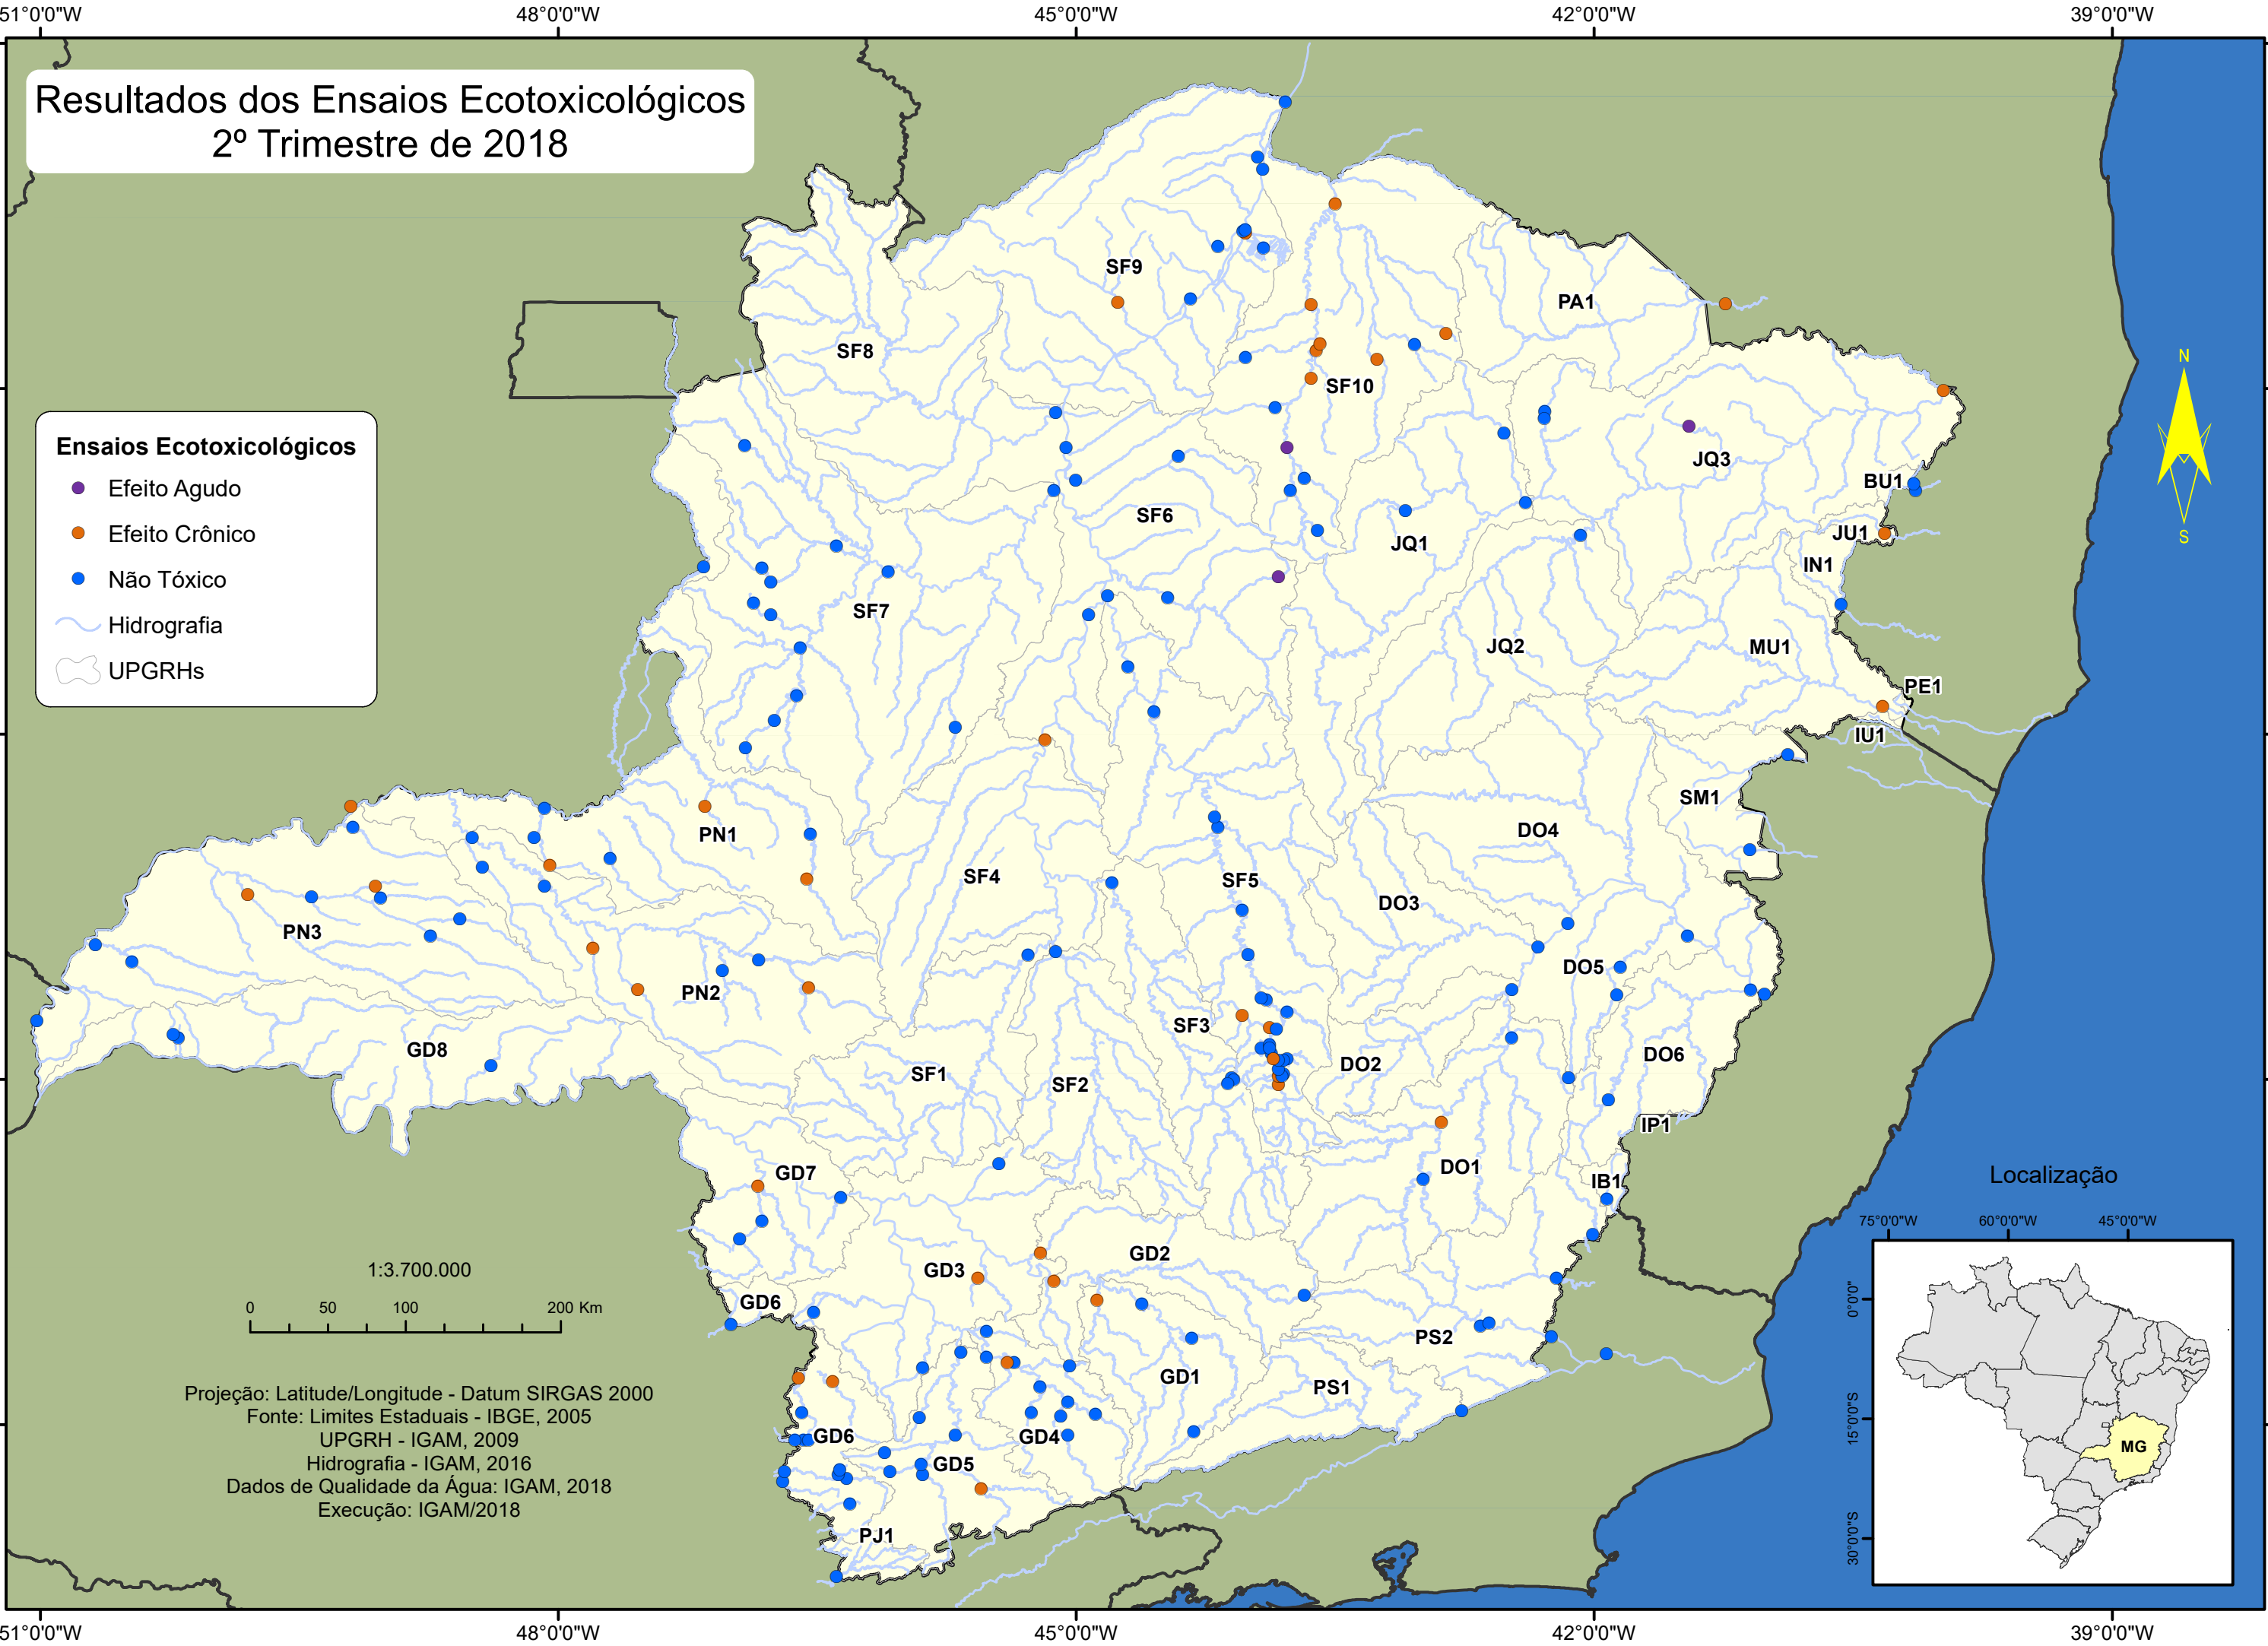 51°0'0"W 48°0'0"W 45°0'0"W 42°0'0"W 39°0'0"W
Resultados dos Ensaios Ecotoxicológicos
2º Trimestre de 2018
Ensaios Ecotoxicológicos
Efeito Agudo
Efeito Crônico
Não Tóxico
Hidrografia
UPGRHs
N
S
SF9
PA1
SF8
SF10
JQ3
BU1
SF6
JU1
JQ1
IN1
SF7
JQ2
MU1
PE1
IU1
SM1
PN1
DO4
SF4
SF5
DO3
PN3
DO5
PN2
SF3
GD8
DO6
DO2
SF1
SF2
IP1
DO1
GD7
IB1
GD2
GD3
GD6
PS2
GD1
PS1
GD6
GD4
GD5
PJ1
1:3.700.000
0 50 100 200 Km
Projeção: Latitude/Longitude - Datum SIRGAS 2000
Fonte: Limites Estaduais - IBGE, 2005
UPGRH - IGAM, 2009
Hidrografia - IGAM, 2016
Dados de Qualidade da Água: IGAM, 2018
Execução: IGAM/2018
Localização
75°0'0"W 60°0'0"W 45°0'0"W
0°0'0"
15°0'0"S
30°0'0"S
MG
51°0'0"W 48°0'0"W 45°0'0"W 42°0'0"W 39°0'0"W